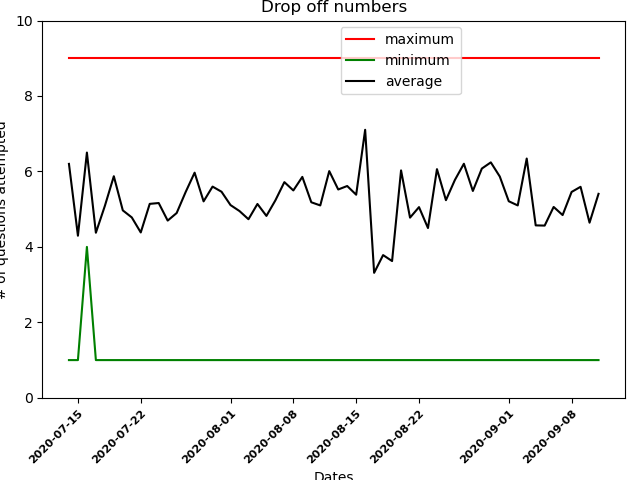 Drop off numbers
maximum
minimum
average
# of questions attempted
10
8
6
4
2
0
2020-07-15
2020-07-22
2020-08-01
2020-08-08
2020-08-15
2020-08-22
2020-09-01
2020-09-08
Dates